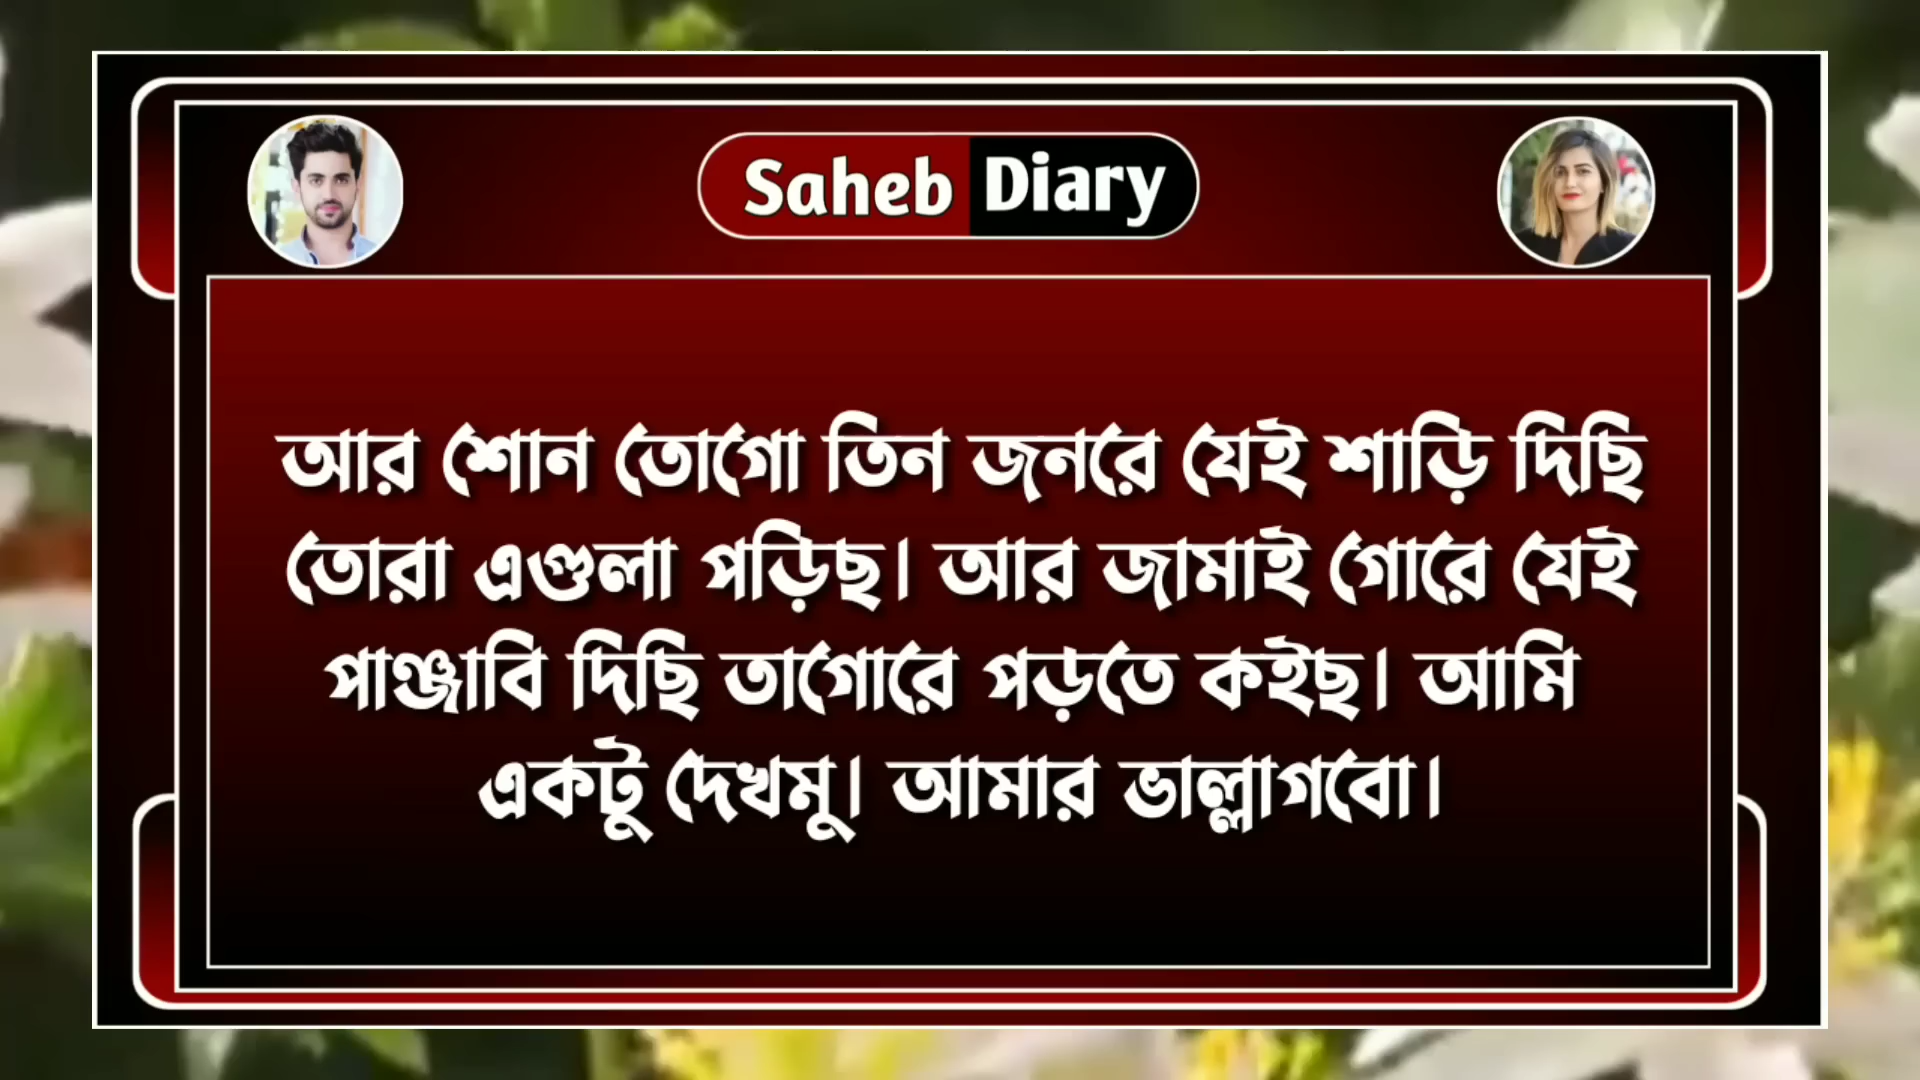 Saheb Diary
আর শোন তোগো তিন জনরে যেই শাড়ি দিছি
তোরা এগুলা পড়িছ। আর জামাই গোরে যেই
পাঞ্জাবি দিছি তাগোরে পড়তে কইছ। আমি
একটু দেখমু। আমার ভাল্লাগবো।